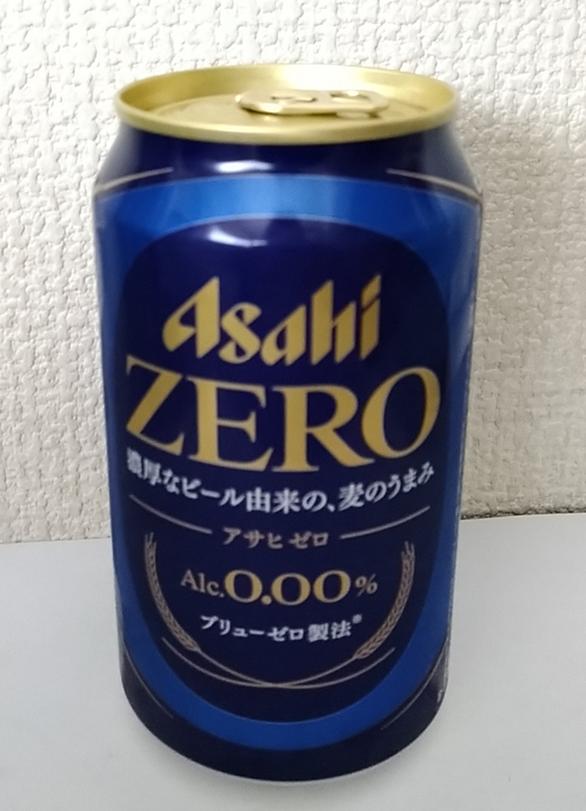 Asahi
ZERO
濃厚なビール由来の、麦のうまみ
アサヒ ゼロ
Alc.0.00%
ブリューゼロ製法※